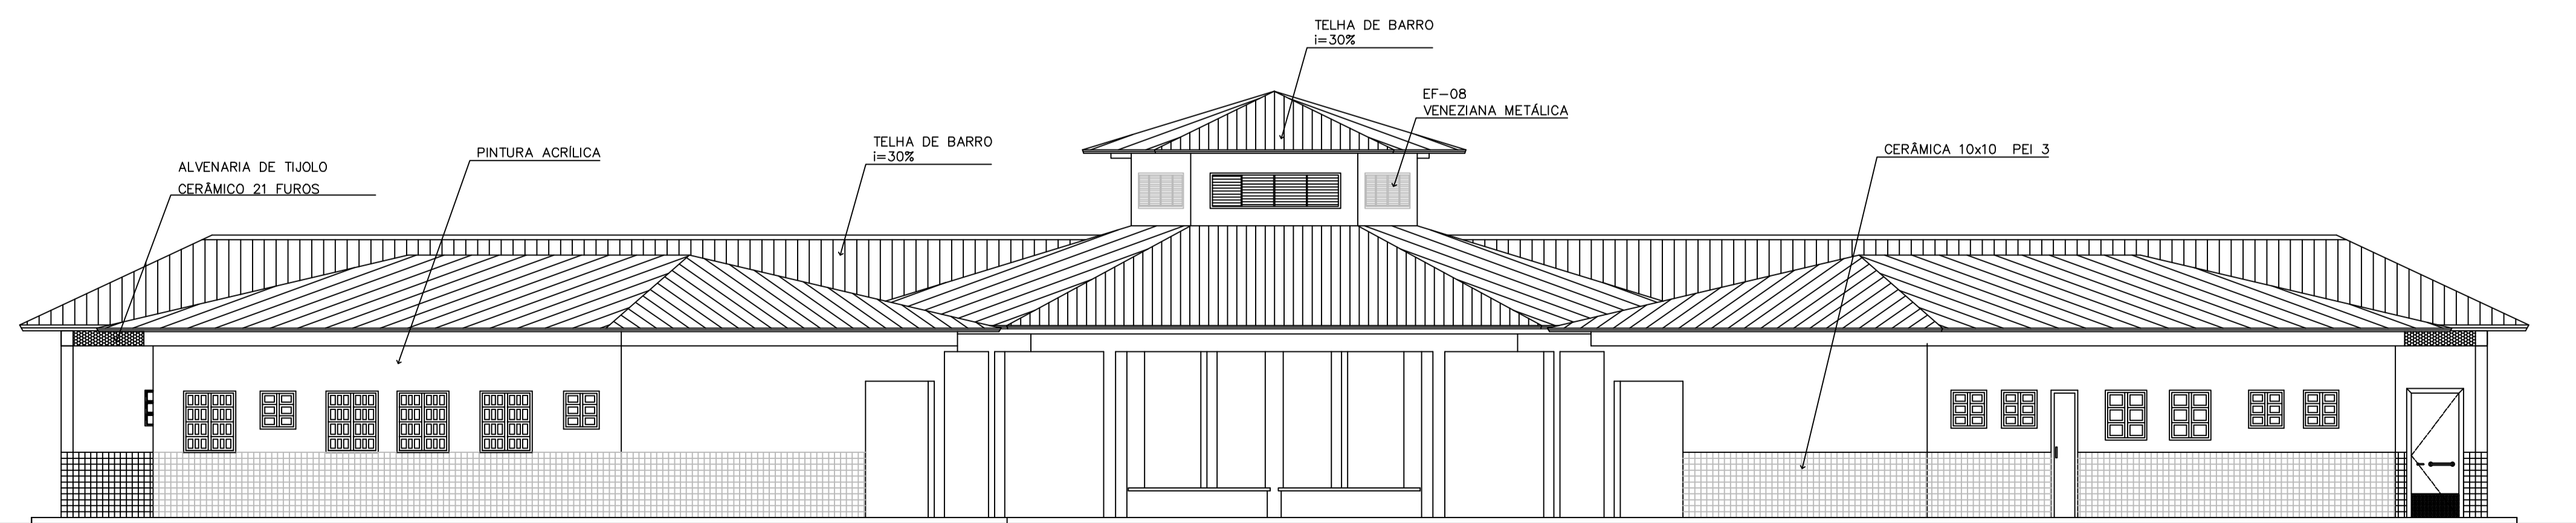 TELHA DE BARRO
i=30%
EF-08
VENEZIANA METÁLICA
TELHA DE BARRO
i=30%
PINTURA ACRÍLICA
ALVENARIA DE TIJOLO
CERÂMICO 21 FUROS
CERÂMICA 10x10 PEI 3